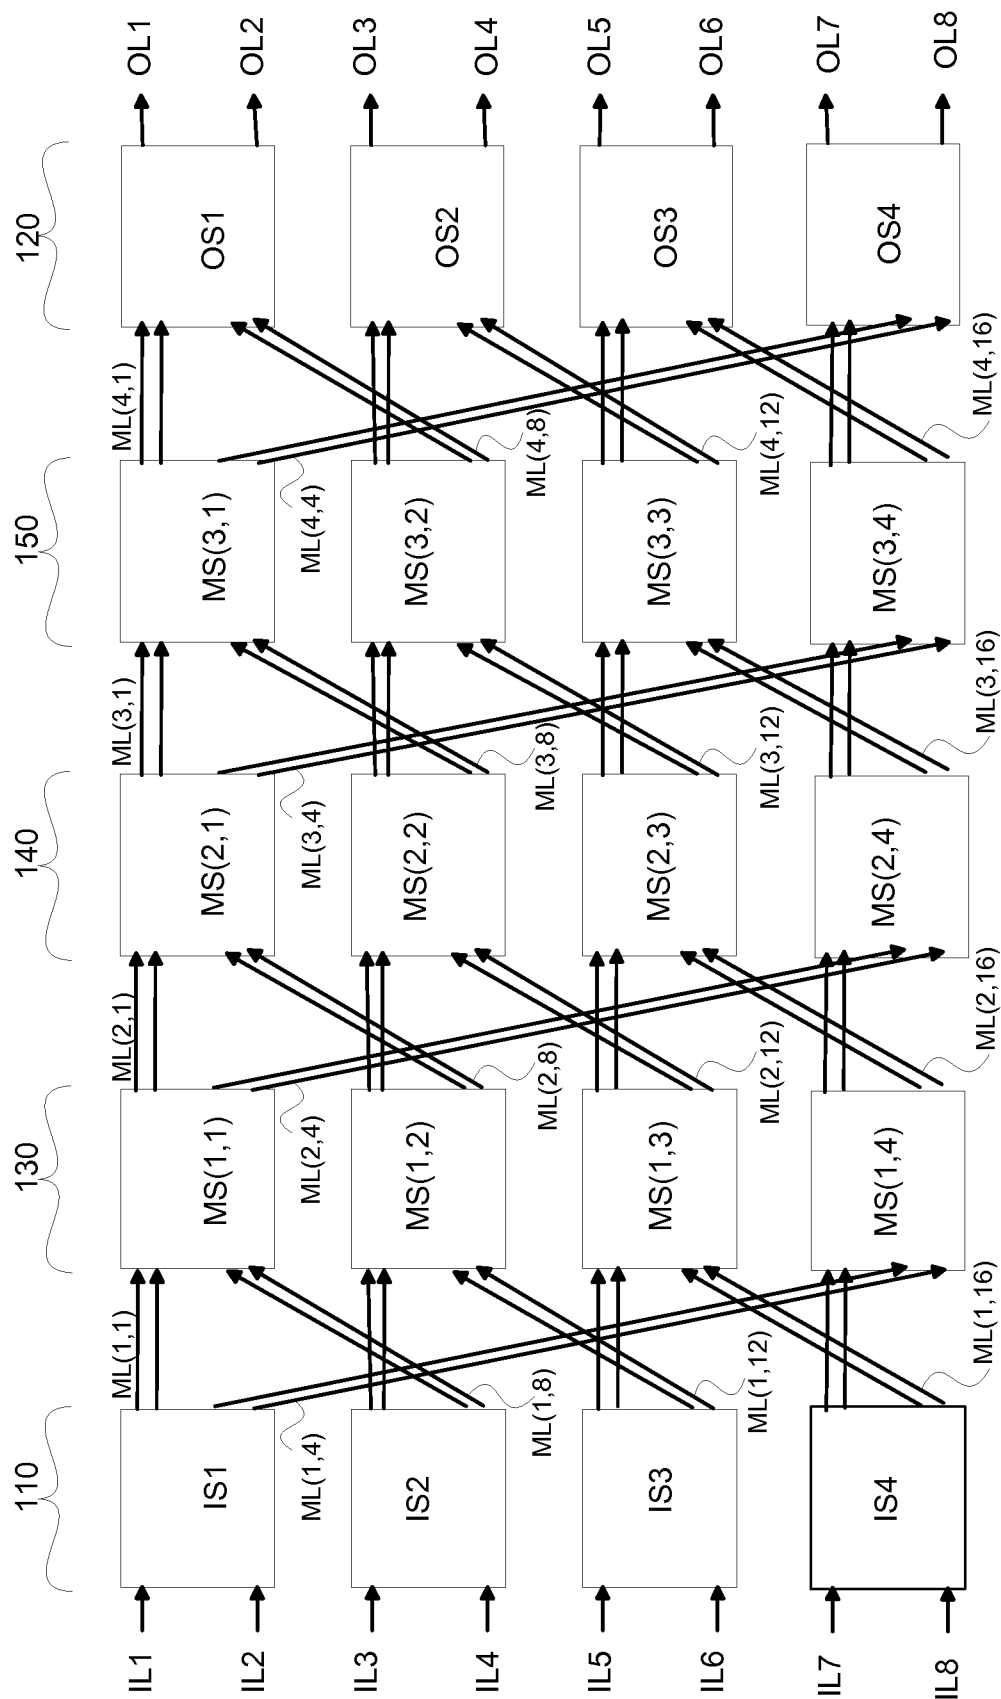 110
130
140
150
120
IL1
IS1
ML(1,1)
MS(1,1)
ML(2,1)
MS(2,1)
ML(3,1)
MS(3,1)
ML(4,1)
OS1
OL1
IL2
ML(1,4)
ML(2,4)
ML(3,4)
ML(4,4)
OL2
IL3
IS2
MS(1,2)
MS(2,2)
MS(3,2)
OS2
OL3
IL4
ML(1,8)
ML(2,8)
ML(3,8)
ML(4,8)
OL4
IL5
IS3
MS(1,3)
MS(2,3)
MS(3,3)
OS3
OL5
IL6
ML(1,12)
ML(2,12)
ML(3,12)
ML(4,12)
OL6
IL7
IS4
MS(1,4)
MS(2,4)
MS(3,4)
OS4
OL7
IL8
ML(1,16)
ML(2,16)
ML(3,16)
ML(4,16)
OL8